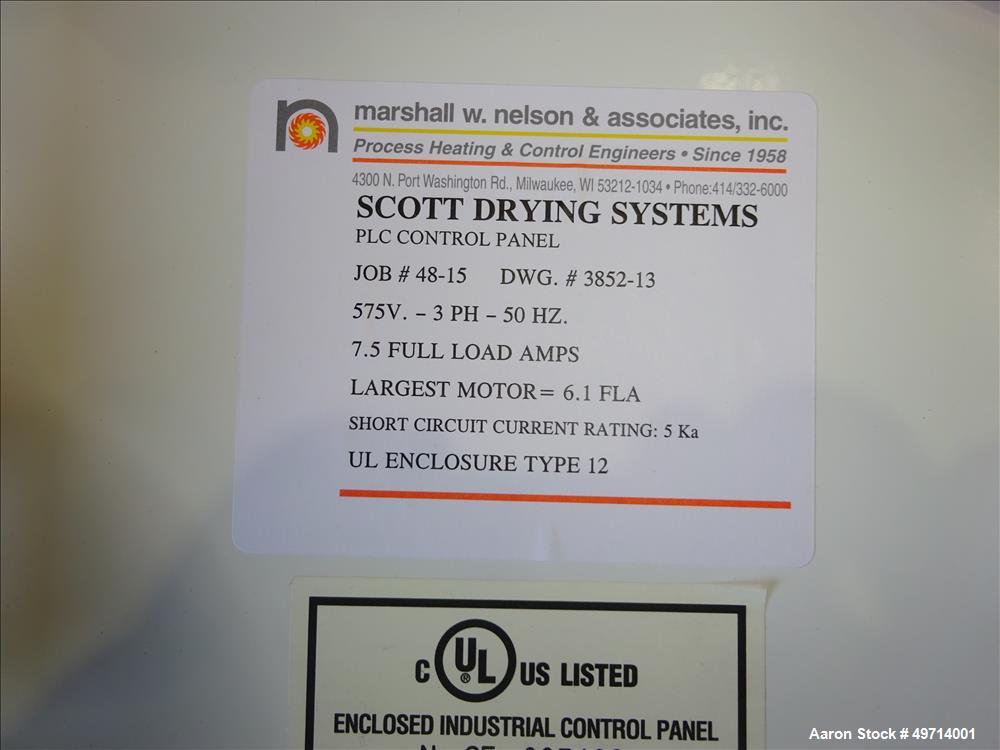 marshall w. nelson & associates, inc.
Process Heating & Control Engineers • Since 1958
4300 N. Port Washington Rd., Milwaukee, WI 53212-1034 • Phone:414/332-6000
SCOTT DRYING SYSTEMS
PLC CONTROL PANEL
JOB # 48-15 DWG. # 3852-13
575V. – 3 PH – 50 HZ.
7.5 FULL LOAD AMPS
LARGEST MOTOR= 6.1 FLA
SHORT CIRCUIT CURRENT RATING: 5 Ka
UL ENCLOSURE TYPE 12
C UL ® US LISTED
ENCLOSED INDUSTRIAL CONTROL PANEL
Aaron Stock # 49714001